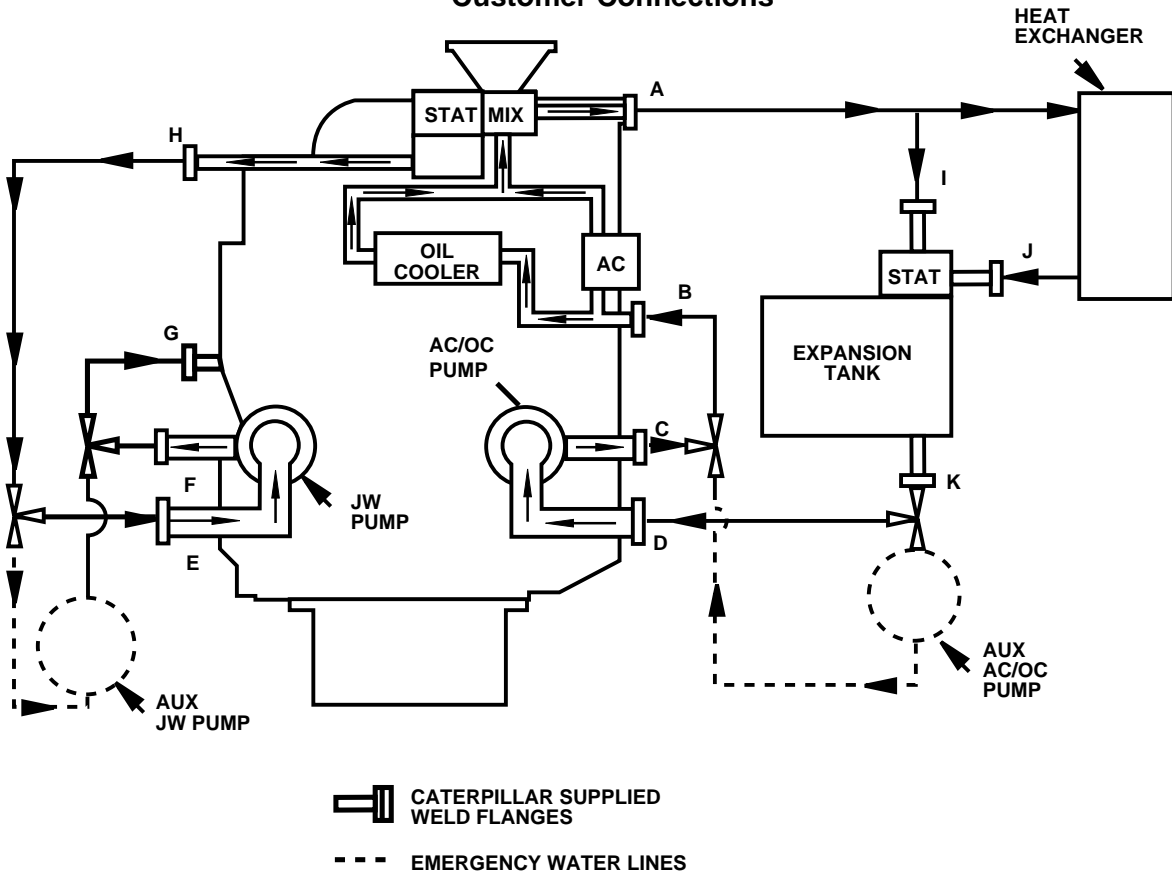 Customer Connections
HEAT
EXCHANGER
A
STAT
MIX
H
I
OIL
COOLER
AC
STAT
J
B
G
AC/OC
PUMP
EXPANSION
TANK
C
F
JW
PUMP
K
E
D
AUX
JW PUMP
AUX
AC/OC
PUMP
CATERPILLAR SUPPLIED
WELD FLANGES
EMERGENCY WATER LINES